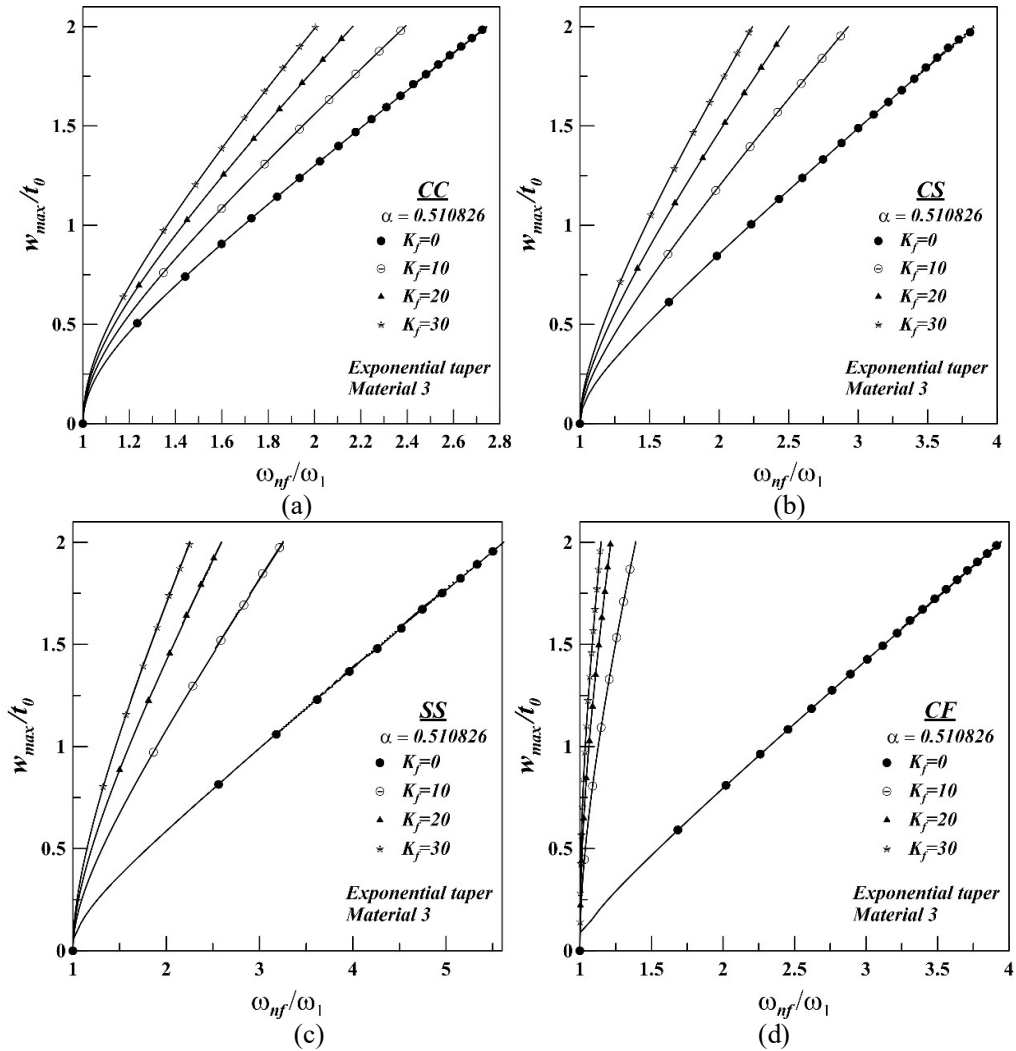 2
1.5
1
0.5
0
w_max/t_0
CC
α = 0.510826
K_f=0
K_f=10
K_f=20
K_f=30
Exponential taper
Material 3
1 1.2 1.4 1.6 1.8 2 2.2 2.4 2.6 2.8
ω_nf/ω_1
(a)
2
1.5
1
0.5
0
w_max/t_0
CS
α = 0.510826
K_f=0
K_f=10
K_f=20
K_f=30
Exponential taper
Material 3
1 1.5 2 2.5 3 3.5 4
ω_nf/ω_1
(b)
2
1.5
1
0.5
0
w_max/t_0
SS
α = 0.510826
K_f=0
K_f=10
K_f=20
K_f=30
Exponential taper
Material 3
1 2 3 4 5
ω_nf/ω_1
(c)
2
1.5
1
0.5
0
w_max/t_0
CF
α = 0.510826
K_f=0
K_f=10
K_f=20
K_f=30
Exponential taper
Material 3
1 1.5 2 2.5 3 3.5 4
ω_nf/ω_1
(d)